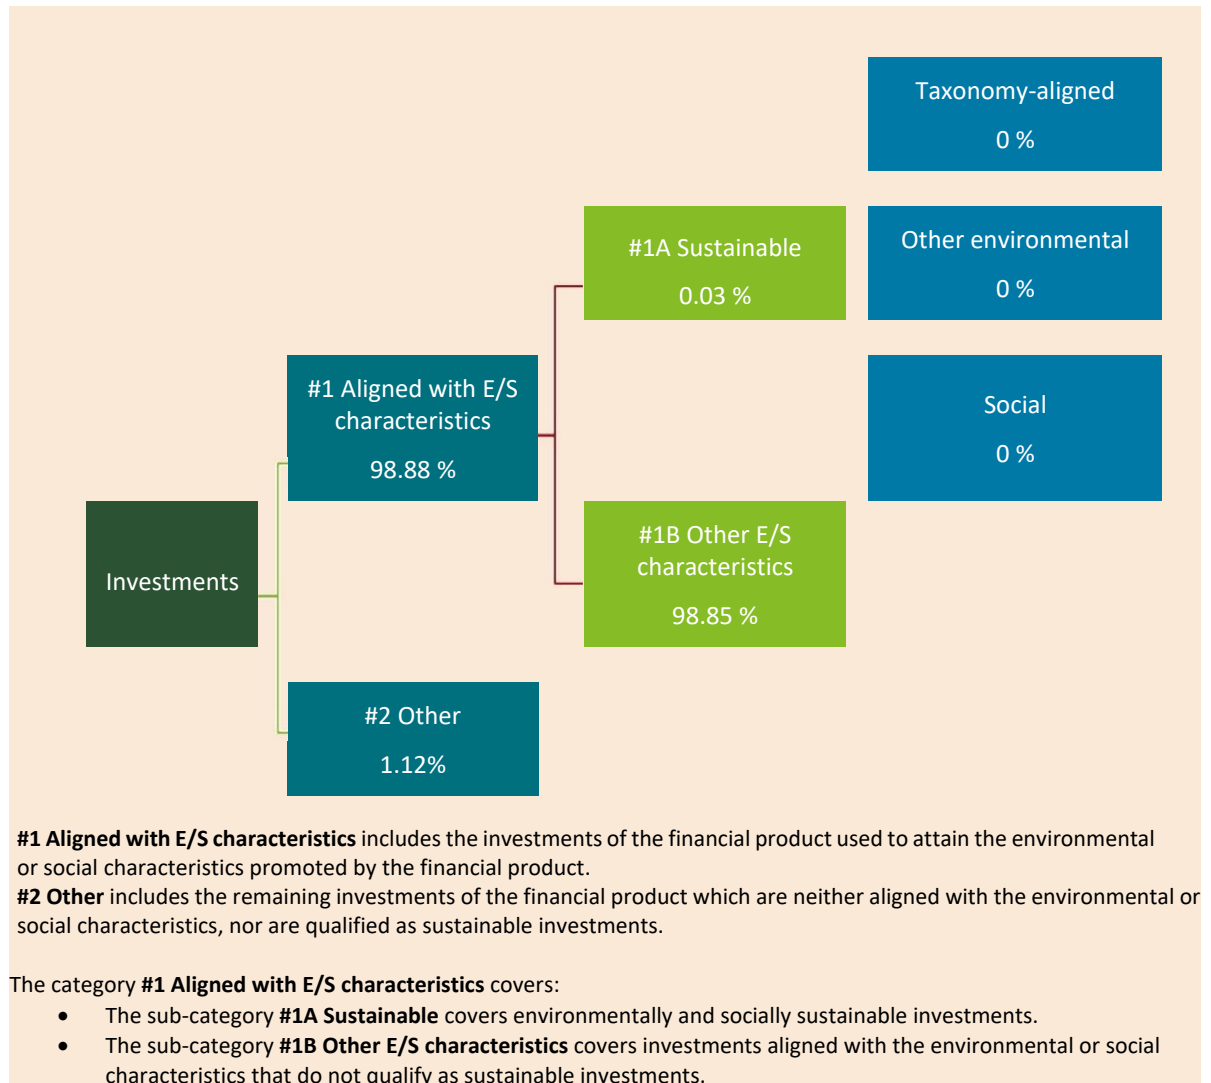 Taxonomy-aligned
0 %
#1A Sustainable
0.03 %
Other environmental
0 %
#1 Aligned with E/S
characteristics
98.88 %
Social
0 %
Investments
#1B Other E/S
characteristics
98.85 %
#2 Other
1.12%
#1 Aligned with E/S characteristics includes the investments of the financial product used to attain the environmental
or social characteristics promoted by the financial product.
#2 Other includes the remaining investments of the financial product which are neither aligned with the environmental or
social characteristics, nor are qualified as sustainable investments.
The category #1 Aligned with E/S characteristics covers:
• The sub-category #1A Sustainable covers environmentally and socially sustainable investments.
• The sub-category #1B Other E/S characteristics covers investments aligned with the environmental or social
characteristics that do not qualify as sustainable investments.